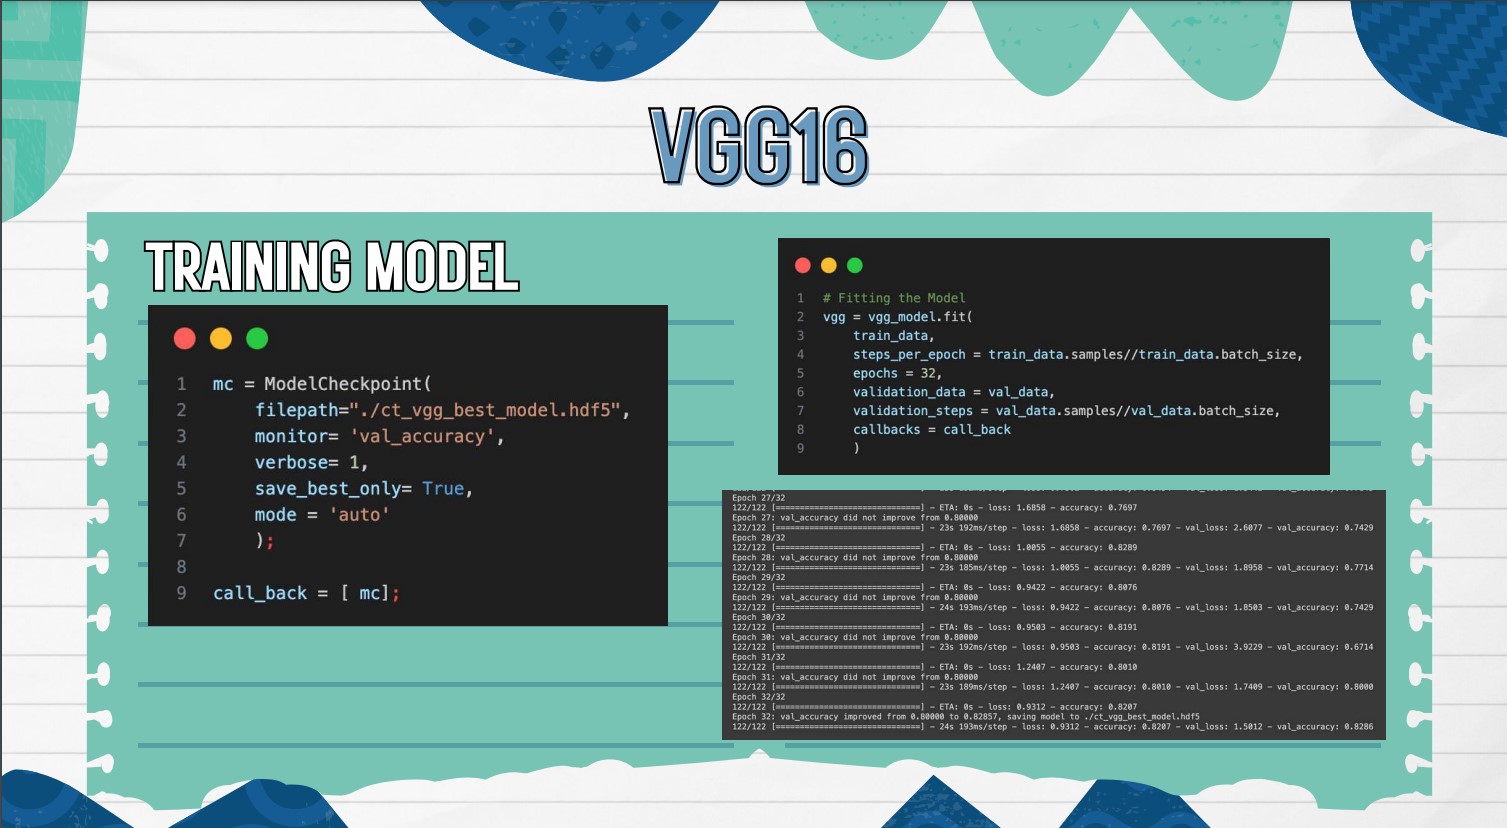 VGG16
TRAINING MODEL
1 mc = ModelCheckpoint(
2 filepath="./ct_vgg_best_model.hdf5",
3 monitor= 'val_accuracy',
4 verbose= 1,
5 save_best_only= True,
6 mode = 'auto'
7 );
8
9 call_back = [ mc];
1 # Fitting the Model
2 vgg = vgg_model.fit(
3 train_data,
4 steps_per_epoch = train_data.samples//train_data.batch_size,
5 epochs = 32,
6 validation_data = val_data,
7 validation_steps = val_data.samples//val_data.batch_size,
8 callbacks = call_back
9 )
Epoch 27/32
122/122 [==============================] - ETA: 0s - loss: 1.6858 - accuracy: 0.7697
Epoch 27: val_accuracy did not improve from 0.80000
122/122 [==============================] - 23s 192ms/step - loss: 1.6858 - accuracy: 0.7697 - val_loss: 2.6077 - val_accuracy: 0.7429
Epoch 28/32
122/122 [==============================] - ETA: 0s - loss: 1.0055 - accuracy: 0.8289
Epoch 28: val_accuracy did not improve from 0.80000
122/122 [==============================] - 23s 185ms/step - loss: 1.0055 - accuracy: 0.8289 - val_loss: 1.8958 - val_accuracy: 0.7714
Epoch 29/32
122/122 [==============================] - ETA: 0s - loss: 0.9422 - accuracy: 0.8076
Epoch 29: val_accuracy did not improve from 0.80000
122/122 [==============================] - 24s 193ms/step - loss: 0.9422 - accuracy: 0.8076 - val_loss: 1.8503 - val_accuracy: 0.7429
Epoch 30/32
122/122 [==============================] - ETA: 0s - loss: 0.9503 - accuracy: 0.8191
Epoch 30: val_accuracy did not improve from 0.80000
122/122 [==============================] - 23s 192ms/step - loss: 0.9503 - accuracy: 0.8191 - val_loss: 3.9229 - val_accuracy: 0.6714
Epoch 31/32
122/122 [==============================] - ETA: 0s - loss: 1.2407 - accuracy: 0.8010
Epoch 31: val_accuracy did not improve from 0.80000
122/122 [==============================] - 23s 189ms/step - loss: 1.2407 - accuracy: 0.8010 - val_loss: 1.7409 - val_accuracy: 0.8000
Epoch 32/32
122/122 [==============================] - ETA: 0s - loss: 0.9312 - accuracy: 0.8207
Epoch 32: val_accuracy improved from 0.80000 to 0.82857, saving model to ./ct_vgg_best_model.hdf5
122/122 [==============================] - 24s 193ms/step - loss: 0.9312 - accuracy: 0.8207 - val_loss: 1.5012 - val_accuracy: 0.8286